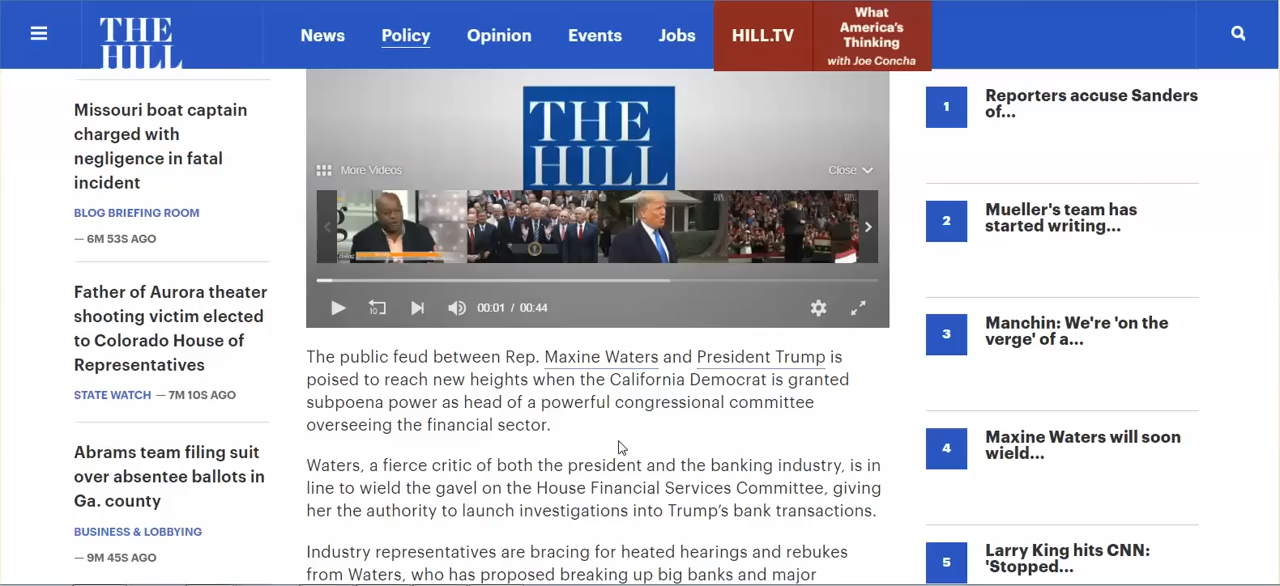 THE HILL
News
Policy
Opinion
Events
Jobs
HILL.TV
What
America's
Thinking
with Joe Concha
Missouri boat captain
charged with
negligence in fatal
incident
BLOG BRIEFING ROOM
— 6M 53S AGO
Father of Aurora theater
shooting victim elected
to Colorado House of
Representatives
STATE WATCH — 7M 10S AGO
Abrams team filing suit
over absentee ballots in
Ga. county
BUSINESS & LOBBYING
— 9M 45S AGO
THE
HILL
More Videos
Close
10
00:01 / 00:44
The public feud between Rep. Maxine Waters and President Trump is
poised to reach new heights when the California Democrat is granted
subpoena power as head of a powerful congressional committee
overseeing the financial sector.
Waters, a fierce critic of both the president and the banking industry, is in
line to wield the gavel on the House Financial Services Committee, giving
her the authority to launch investigations into Trump’s bank transactions.
Industry representatives are bracing for heated hearings and rebukes
from Waters, who has proposed breaking up big banks and major
1
Reporters accuse Sanders
of...
2
Mueller's team has
started writing...
3
Manchin: We're 'on the
verge' of a...
4
Maxine Waters will soon
wield...
5
Larry King hits CNN:
'Stopped...